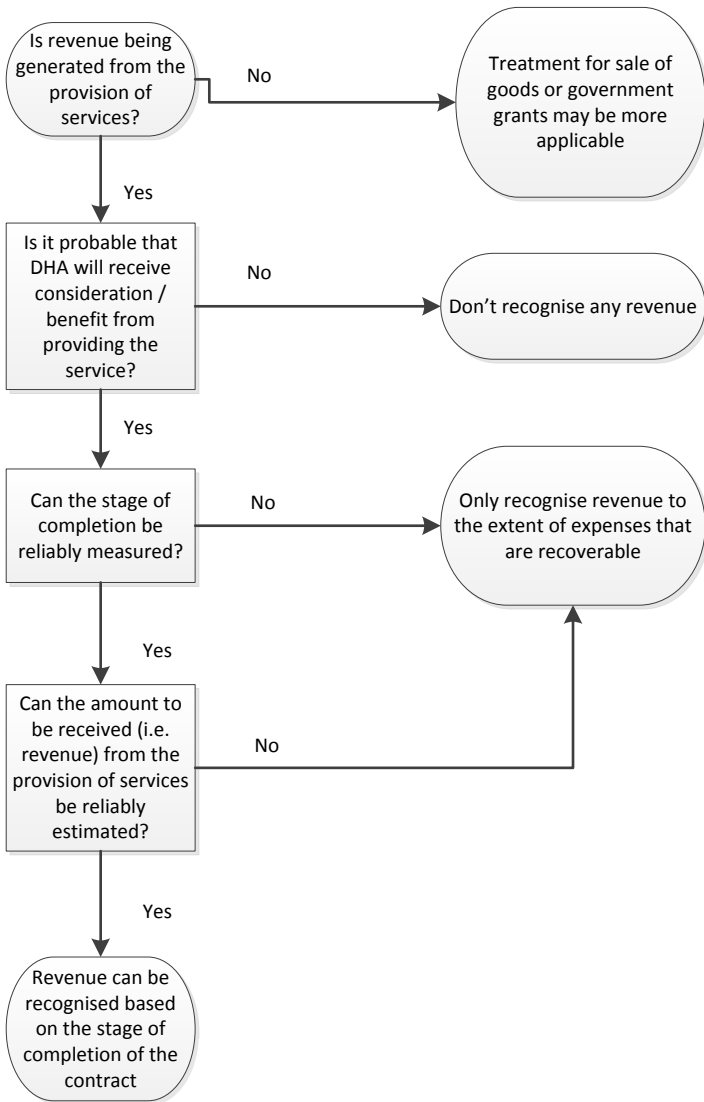 Is revenue being
generated from the
provision of
services?
No
Treatment for sale of
goods or government
grants may be more
applicable
Yes
Is it probable that
DHA will receive
consideration /
benefit from
providing the
service?
No
Don’t recognise any revenue
Yes
Can the stage of
completion be
reliably measured?
No
Only recognise revenue to
the extent of expenses that
are recoverable
Yes
Can the amount to
be received (i.e.
revenue) from the
provision of services
be reliably
estimated?
No
Yes
Revenue can be
recognised based
on the stage of
completion of the
contract